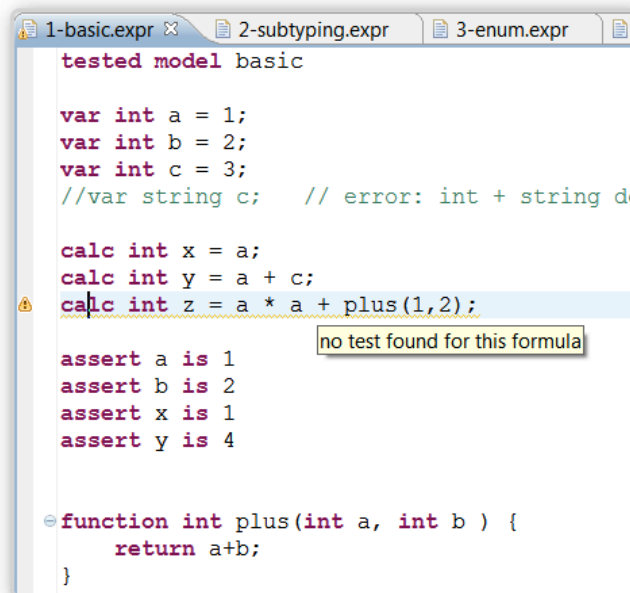 1-basic.expr 2-subtyping.expr 3-enum.expr
tested model basic
var int a = 1;
var int b = 2;
var int c = 3;
//var string c;   // error: int + string
calc int x = a;
calc int y = a + c;
calc int z = a * a + plus(1,2);
no test found for this formula
assert a is 1
assert b is 2
assert x is 1
assert y is 4
function int plus(int a, int b ) {
return a+b;
}